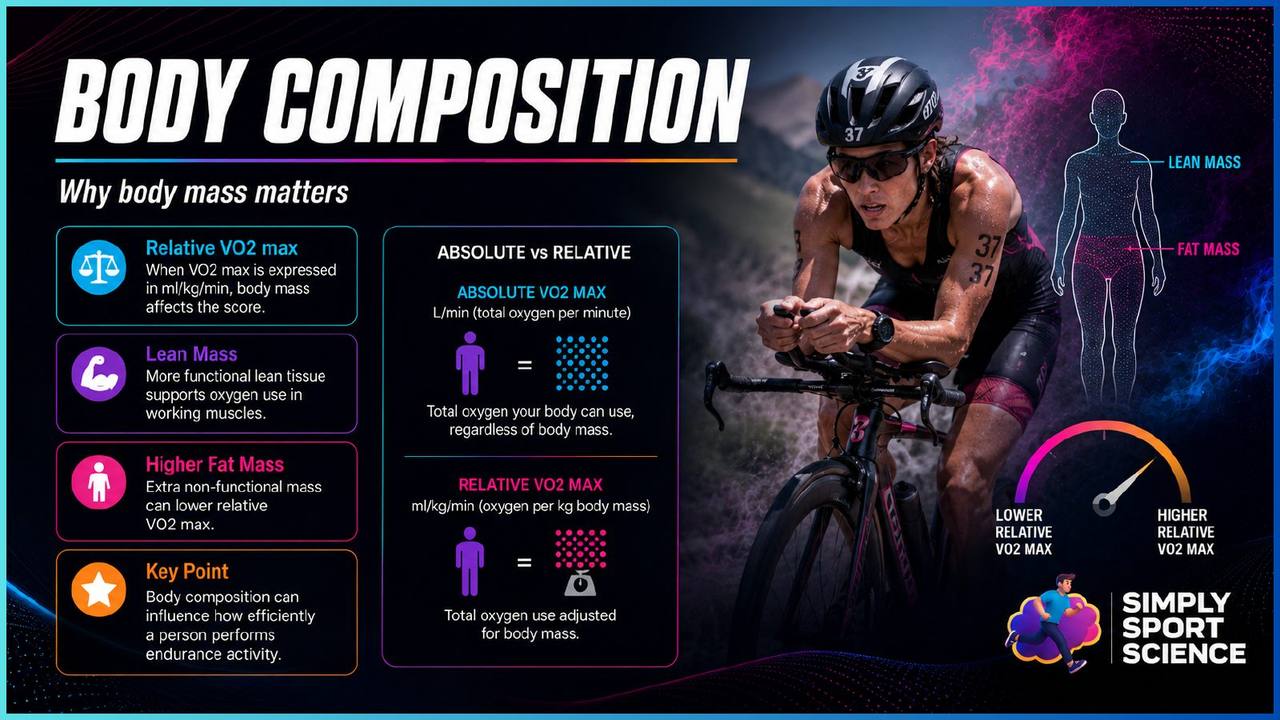 BODY COMPOSITION
Why body mass matters
Relative VO2 max
When VO2 max is expressed
in ml/kg/min, body mass
affects the score.
Lean Mass
More functional lean tissue
supports oxygen use in
working muscles.
Higher Fat Mass
Extra non-functional mass
can lower relative
VO2 max.
Key Point
Body composition can
influence how efficiently
a person performs
endurance activity.
ABSOLUTE vs RELATIVE
ABSOLUTE VO2 MAX
L/min (total oxygen per minute)
=
Total oxygen your body can use,
regardless of body mass.
RELATIVE VO2 MAX
ml/kg/min (oxygen per kg body mass)
=
Total oxygen use adjusted
for body mass.
37
37
37
3
LEAN MASS
FAT MASS
LOWER
RELATIVE
VO2 MAX
HIGHER
RELATIVE
VO2 MAX
SIMPLY
SPORT
SCIENCE